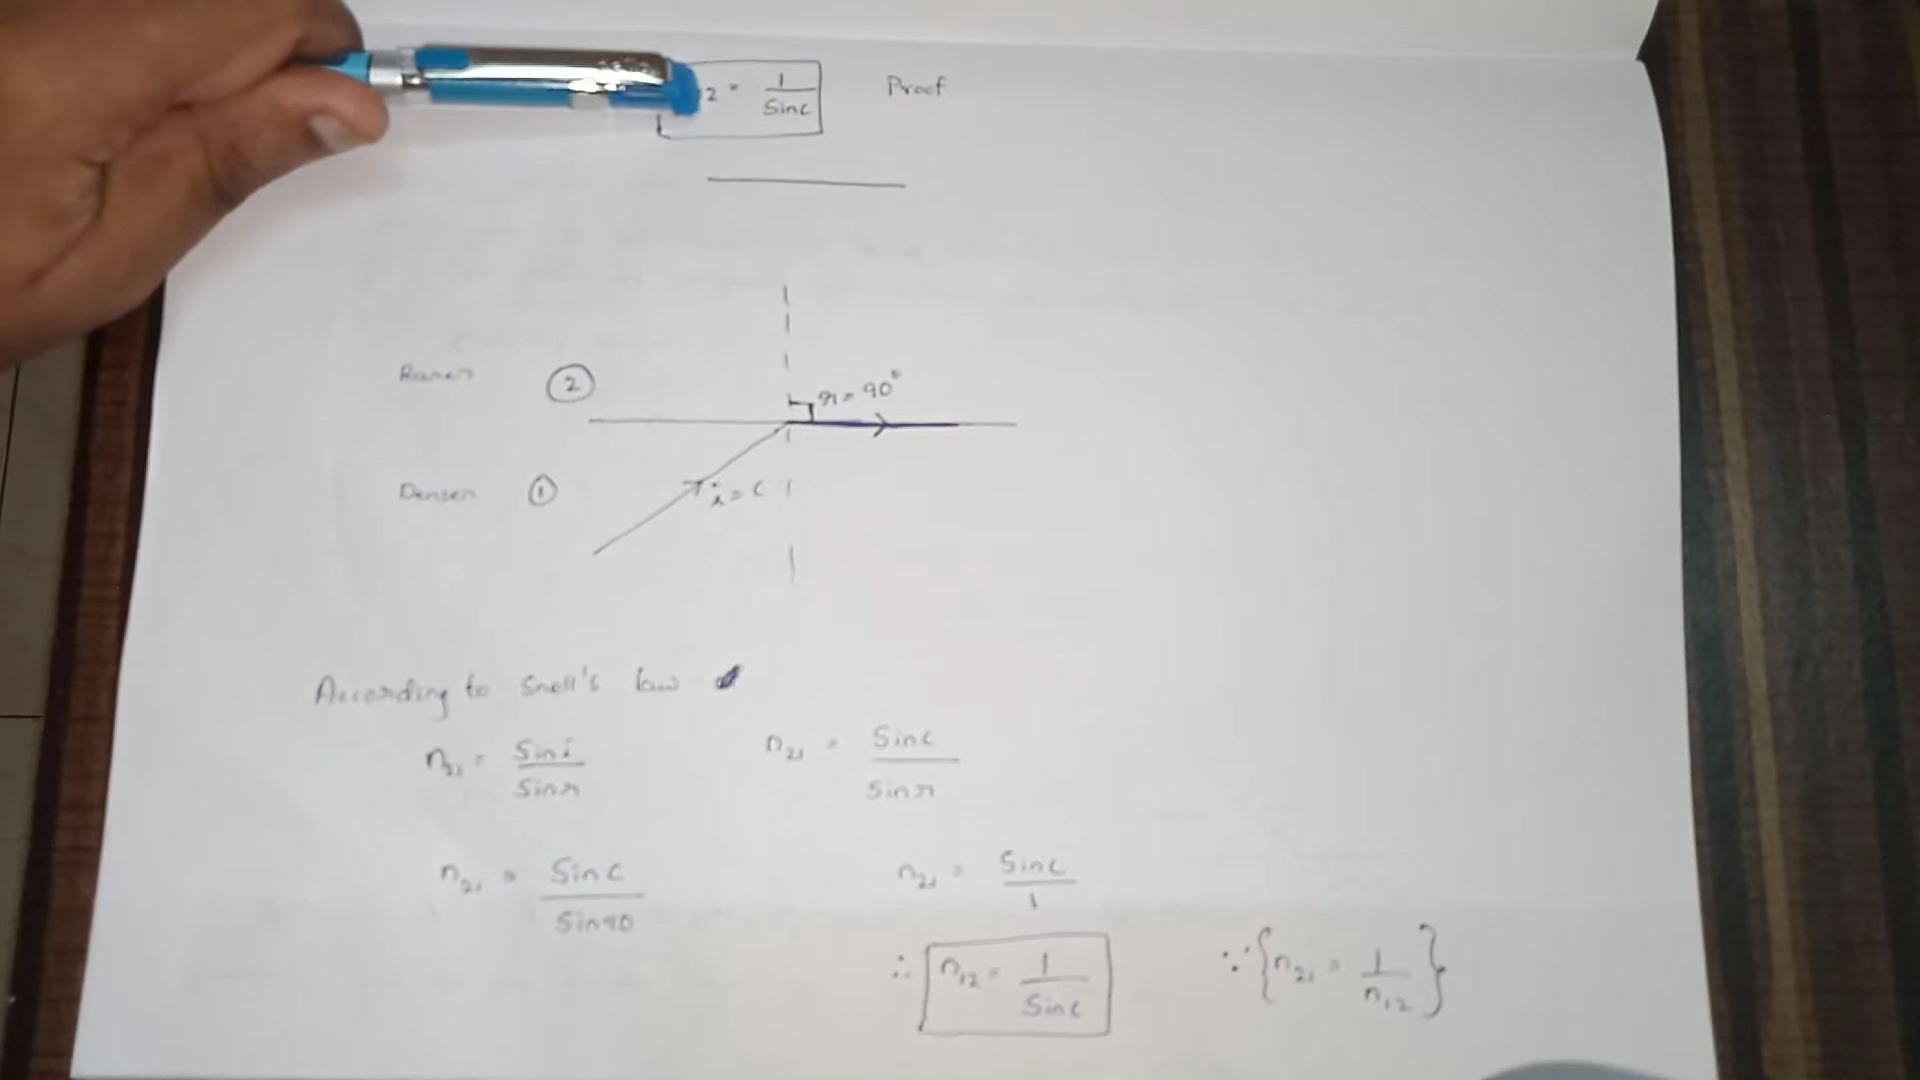 2 = 1/Sinc Proof
Rarer 2
r = 90°
Denser 1
i = c
According to Snell's law
n21 = Sini/Sinr n21 = Sinc/Sinr
n21 = Sinc/Sin90 n21 = Sinc/1
∴ n12 = 1/Sinc ∵ {n21 = 1/n12}